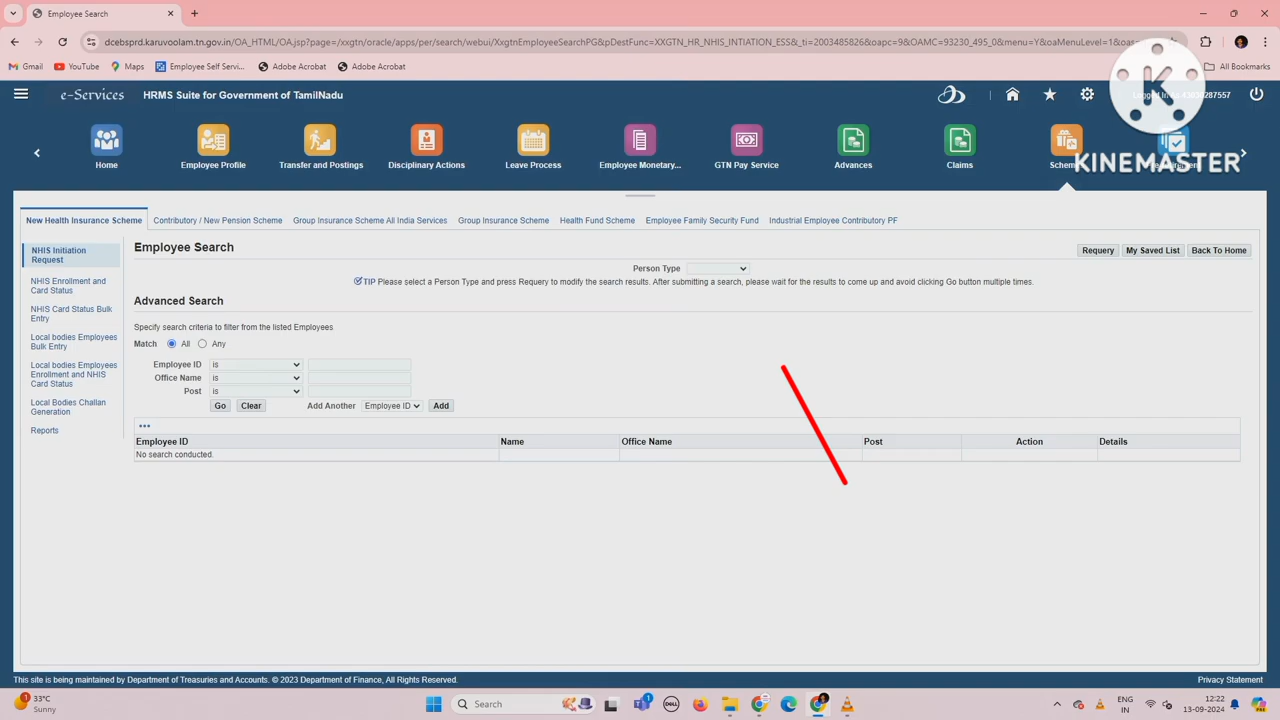 Employee Search
dcebsprd.karuvoolam.tn.gov.in/OA_HTML/OA.jsp?page=/xxgtn/oracle/apps/per/search/webui/XxgtnEmployeeSearchPG&pDestFunc=XXGTN_HR_NHIS_INTIATION_ESS&_ti=2003485826&oapc=9&OAMC=93230_495_0&menu=Y&oaMenuLevel=1&oas
Gmail YouTube Maps Employee Self Servi... Adobe Acrobat Adobe Acrobat All Bookmarks
e-Services HRMS Suite for Government of TamilNadu
Home Employee Profile Transfer and Postings Disciplinary Actions Leave Process Employee Monetary... GTN Pay Service Advances Claims
KINEMASTER
New Health Insurance Scheme Contributory / New Pension Scheme Group Insurance Scheme All India Services Group Insurance Scheme Health Fund Scheme Employee Family Security Fund Industrial Employee Contributory PF
NHIS Initiation
Request
NHIS Enrollment and
Card Status
NHIS Card Status Bulk
Entry
Local bodies Employees
Bulk Entry
Local bodies Employees
Enrollment and NHIS
Card Status
Local Bodies Challan
Generation
Reports
Employee Search
Requery My Saved List Back To Home
Person Type
TIP Please select a Person Type and press Requery to modify the search results. After submitting a search, please wait for the results to come up and avoid clicking Go button multiple times.
Advanced Search
Specify search criteria to filter from the listed Employees
Match All Any
Employee ID is
Office Name is
Post is
Go Clear Add Another Employee ID Add
Employee ID Name Office Name Post Action Details
No search conducted.
This site is being maintained by Department of Treasuries and Accounts. © 2023 Department of Finance, All Rights Reserved. Privacy Statement
33°C
Sunny
Search
ENG
IN
12:22
13-09-2024